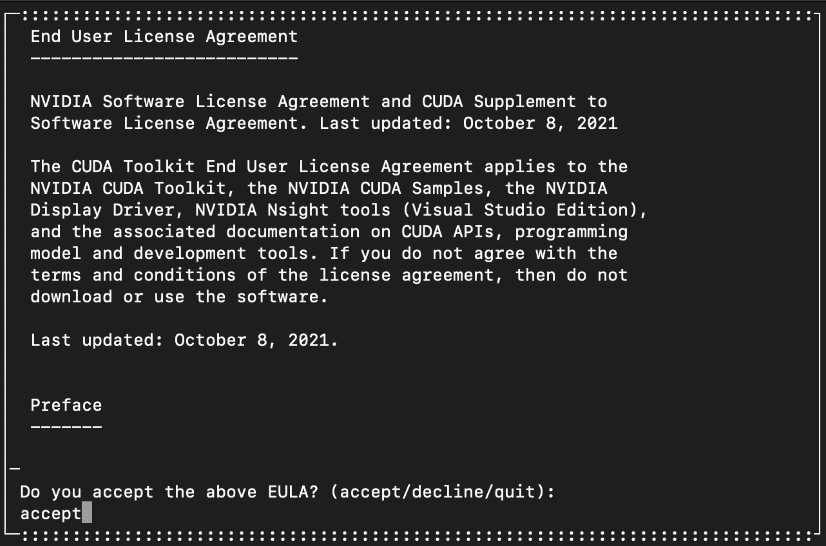 End User License Agreement
--------------------------
NVIDIA Software License Agreement and CUDA Supplement to
Software License Agreement. Last updated: October 8, 2021
The CUDA Toolkit End User License Agreement applies to the
NVIDIA CUDA Toolkit, the NVIDIA CUDA Samples, the NVIDIA
Display Driver, NVIDIA Nsight tools (Visual Studio Edition),
and the associated documentation on CUDA APIs, programming
model and development tools. If you do not agree with the
terms and conditions of the license agreement, then do not
download or use the software.
Last updated: October 8, 2021.
Preface
-------
Do you accept the above EULA? (accept/decline/quit):
accept